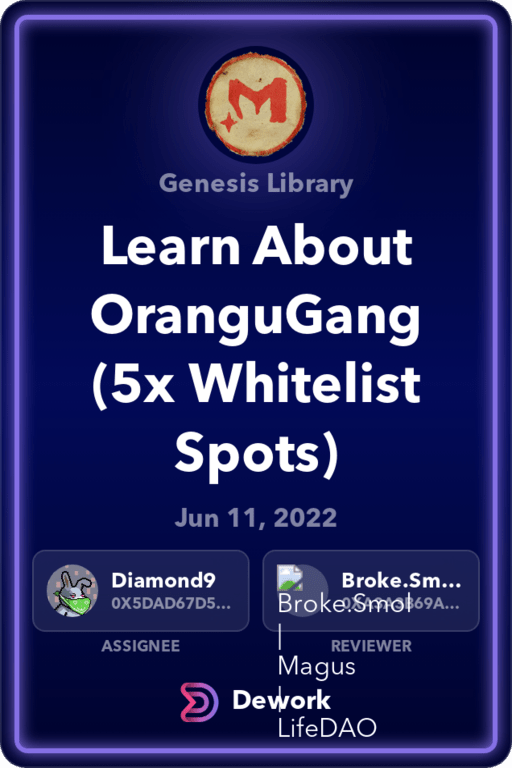 M
Genesis Library
Learn About
OranguGang
(5x Whitelist
Spots)
Jun 11, 2022
Diamond9
0X5DAD67D5...
ASSIGNEE
Broke.Sm...
Broke.Smol
|
Magus
|
LifeDAO
REVIEWER
Dework